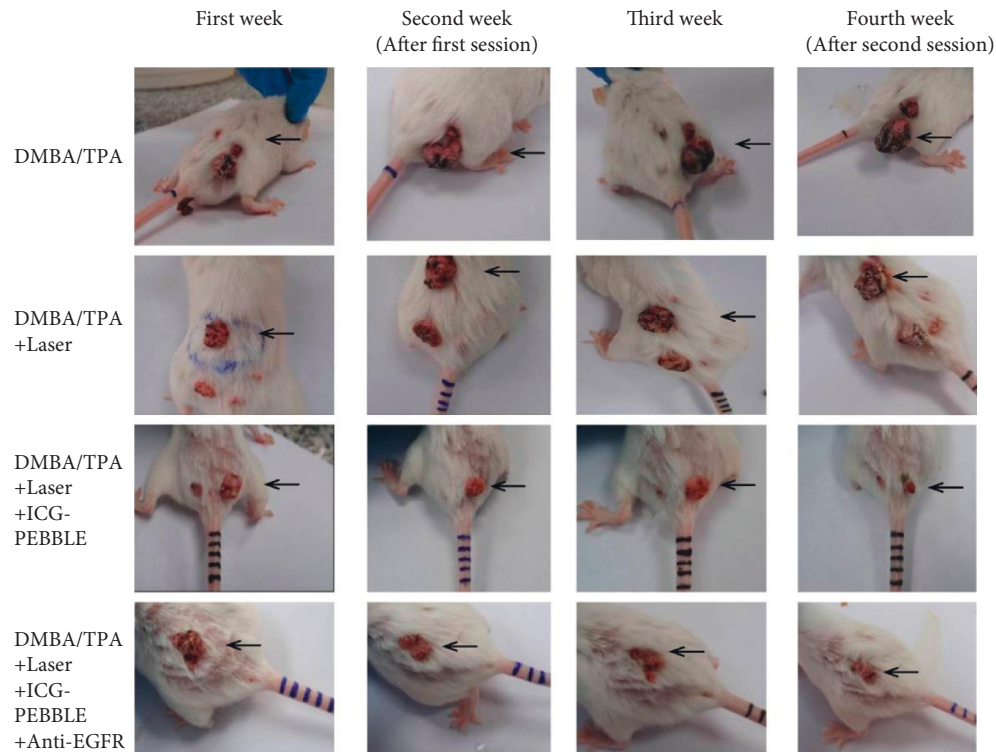 First week
Second week
(After first session)
Third week
Fourth week
(After second session)
DMBA/TPA
DMBA/TPA
+Laser
DMBA/TPA
+Laser
+ICG-
PEBBLE
DMBA/TPA
+Laser
+ICG-
PEBBLE
+Anti-EGFR